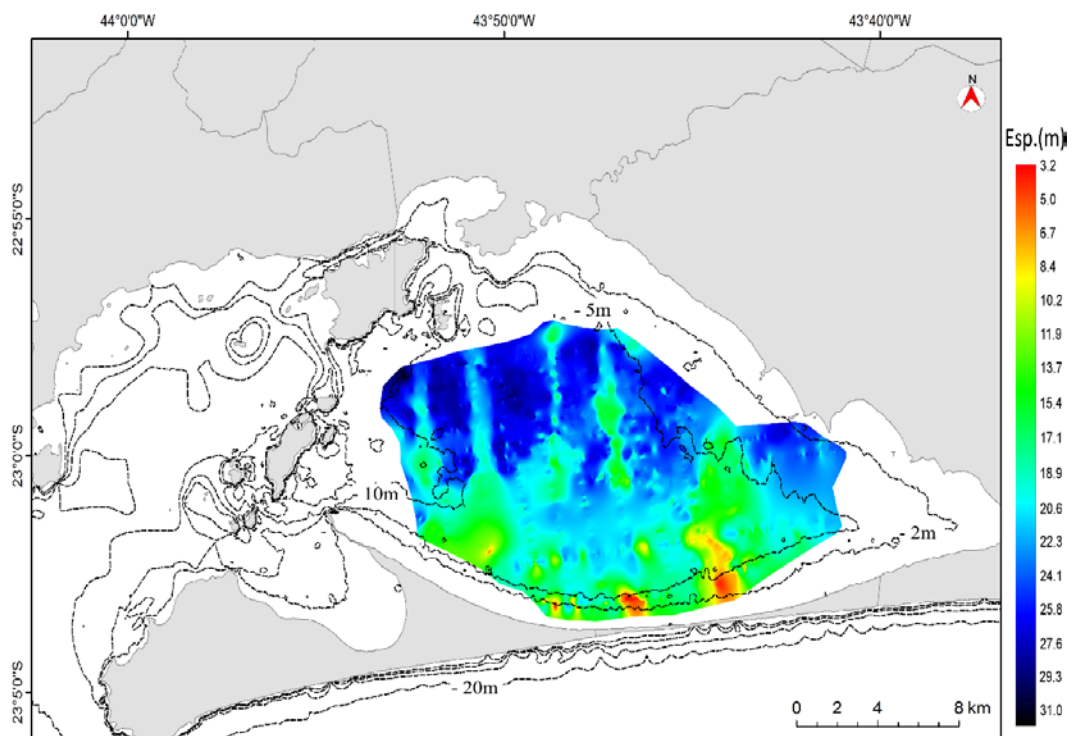 44°0'0"W 43°50'0"W 43°40'0"W
N
Esp.(m)
3.2
5.0
6.7
8.4
10.2
11.9
13.6
15.4
17.1
18.9
20.6
22.3
24.1
25.8
27.6
29.3
31.0
22°55'0"S
23°0'0"S
23°5'0"S
- 5m
10m
- 2m
- 20m
0 2 4 8 km